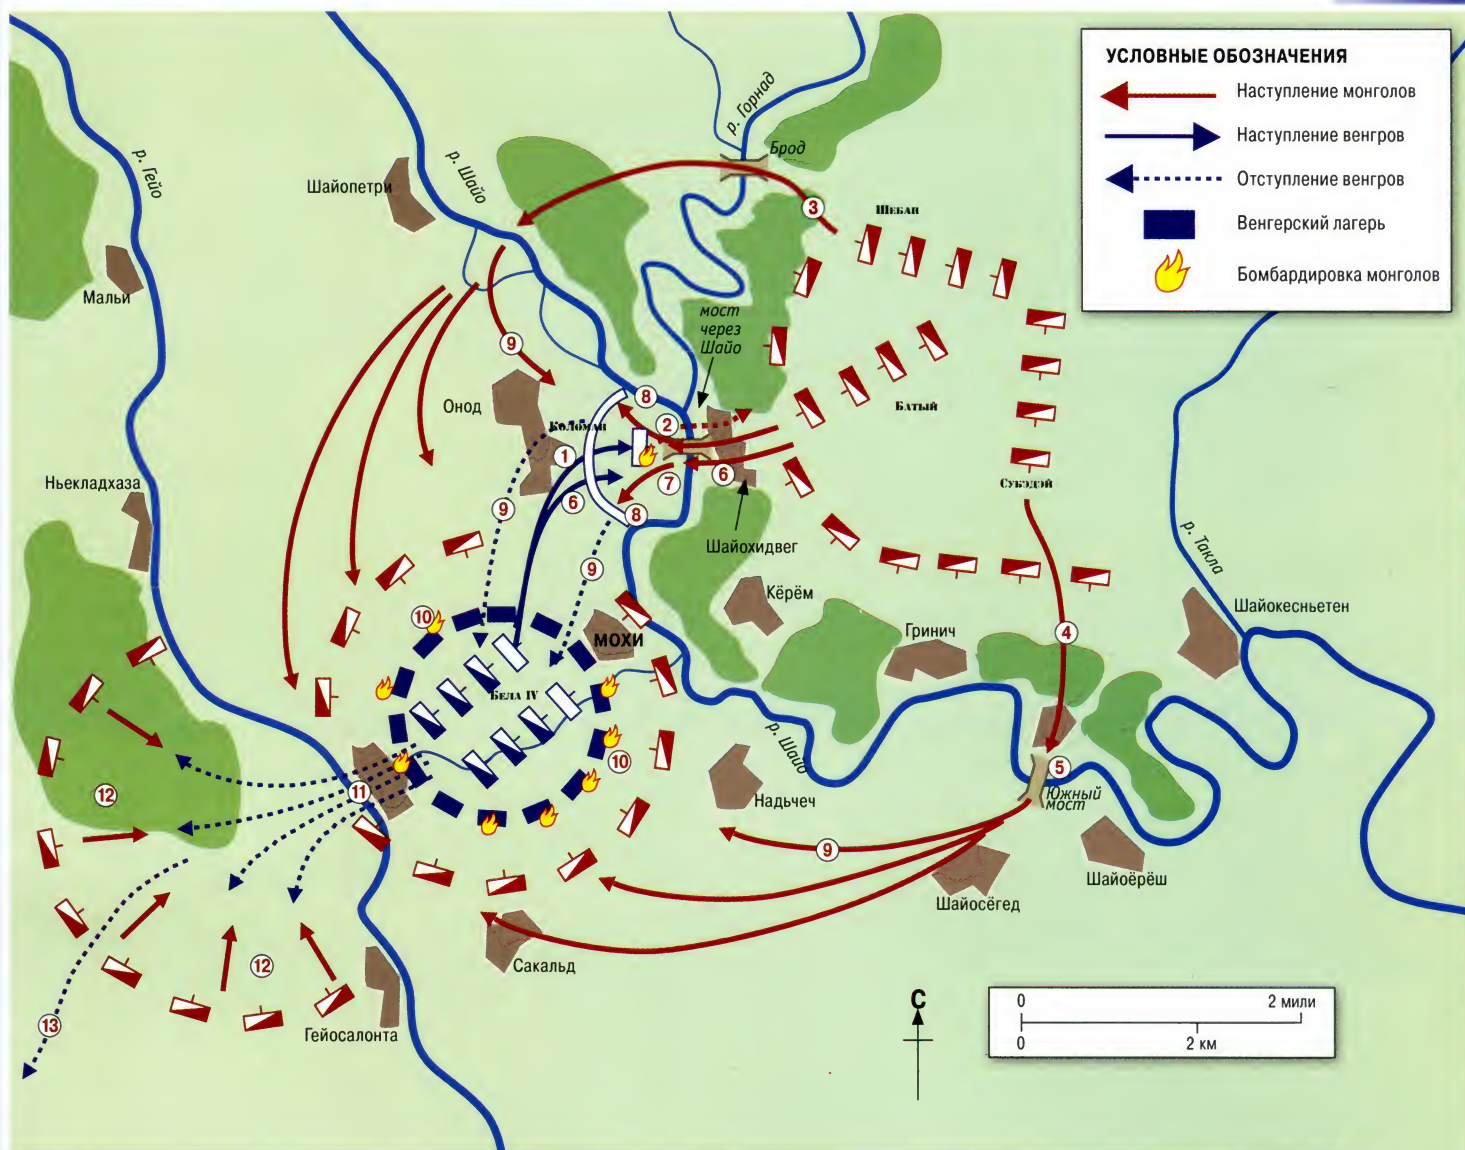 УСЛОВНЫЕ ОБОЗНАЧЕНИЯ
Наступление монголов
Наступление венгров
Отступление венгров
Венгерский лагерь
Бомбардировка монголов
р. Гейо
Шайопетри
р. Шайо
р. Горнад
Брод
3
Шебан
Мальи
мост
через
Шайо
9
Онод
8
Коломан
2
Батый
1
6
7
6
Ньекладхаза
9
8
Субэдэй
Шайохидвег
р. Такла
9
Кёрём
Шайокесньетен
10
МОХИ
Гринич
4
Бела IV
р. Шайо
10
5
Южный
мост
11
12
Надьчеч
9
Шайоёрёш
Шайосёгед
12
Сакальд
13
Гейосалонта
С
0
2 мили
0
2 км